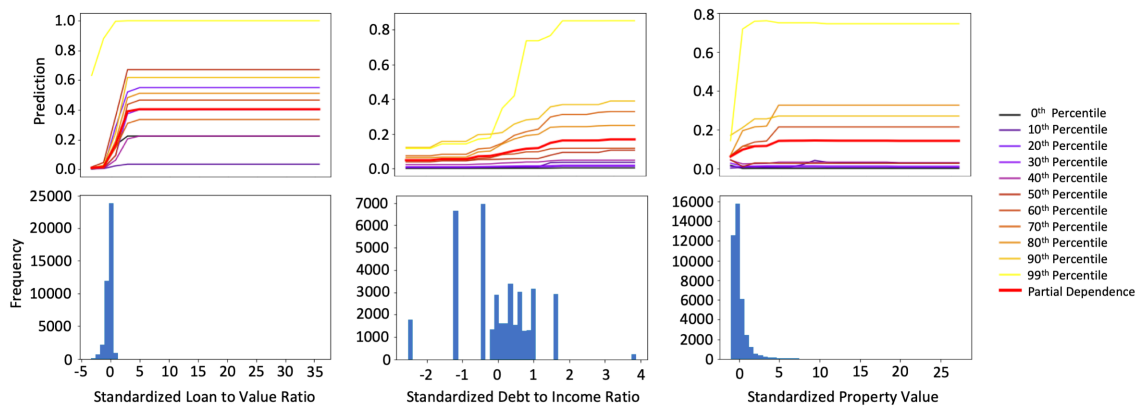 Prediction
1.0
0.8
0.6
0.4
0.2
0.0
0.8
0.6
0.4
0.2
0.0
0.8
0.6
0.4
0.2
0.0
0th Percentile
10th Percentile
20th Percentile
30th Percentile
40th Percentile
50th Percentile
60th Percentile
70th Percentile
80th Percentile
90th Percentile
99th Percentile
Partial Dependence
Frequency
25000
20000
15000
10000
5000
0
-5 0 5 10 15 20 25 30 35
Standardized Loan to Value Ratio
7000
6000
5000
4000
3000
2000
1000
0
-2 -1 0 1 2 3 4
Standardized Debt to Income Ratio
16000
14000
12000
10000
8000
6000
4000
2000
0
0 5 10 15 20 25
Standardized Property Value